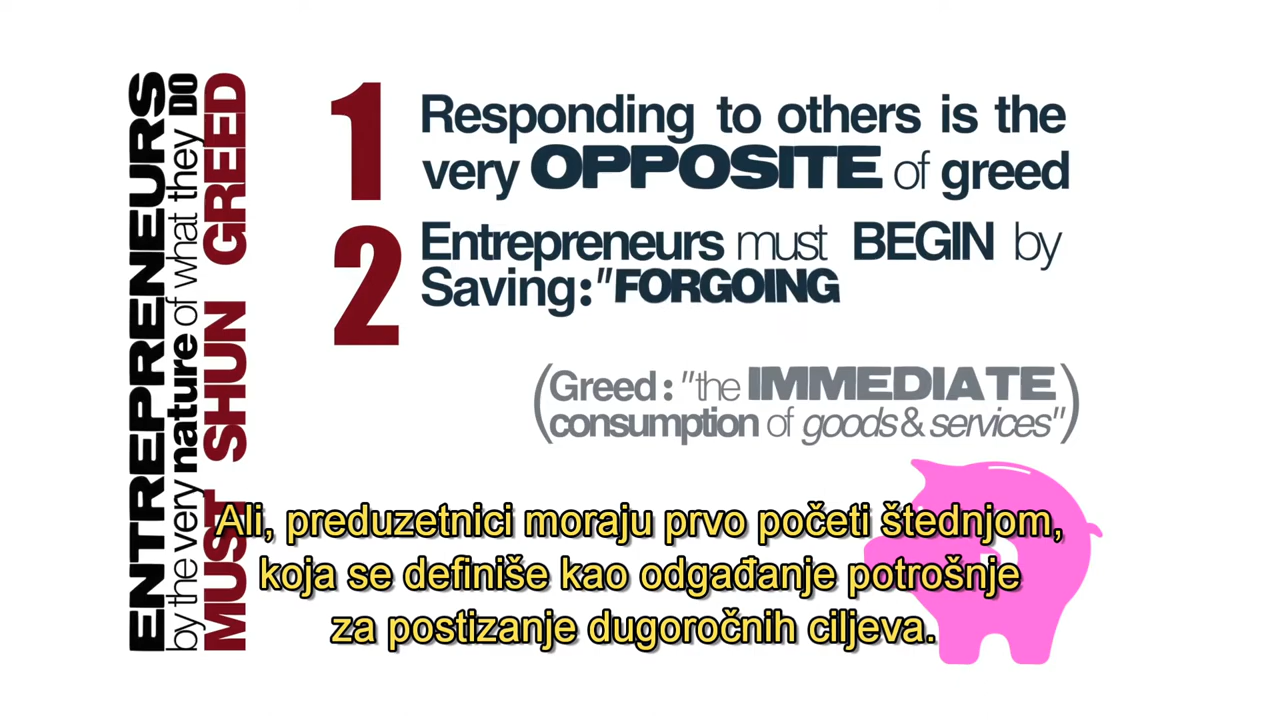 ENTREPRENEURS
by the very nature of what they DO
MUST SHUN GREED
1
Responding to others is the
very OPPOSITE of greed
2
Entrepreneurs must BEGIN by
Saving:"FORGOING
(Greed: "the IMMEDIATE
consumption of goods & services")
Ali, preduzetnici moraju prvo početi štednjom,
koja se definiše kao odgađanje potrošnje
za postizanje dugoročnih ciljeva.